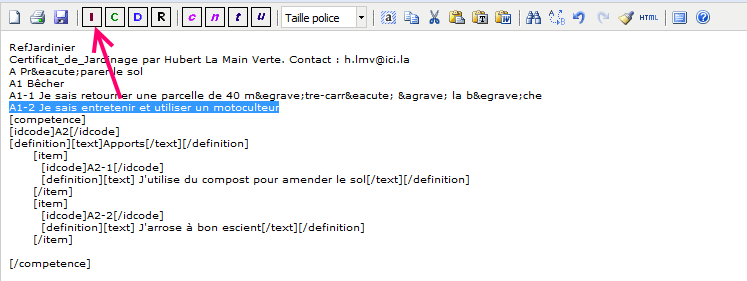 I C D R c n t u Taille police HTML
RefJardinier
Certificat_de_Jardinage par Hubert La Main Verte. Contact : h.lmv@ici.la
A Pr&eacute;parer le sol
A1 Bêcher
A1-1 Je sais retourner une parcelle de 40 m&egrave;tre-carr&eacute; &agrave; la b&egrave;che
A1-2 Je sais entretenir et utiliser un motoculteur
[competence]
[idcode]A2[/idcode]
[definition][text]Apports[/text][/definition]
[item]
[idcode]A2-1[/idcode]
[definition][text] J'utilise du compost pour amender le sol[/text][/definition]
[/item]
[item]
[idcode]A2-2[/idcode]
[definition][text] J'arrose à bon escient[/text][/definition]
[/item]
[/competence]